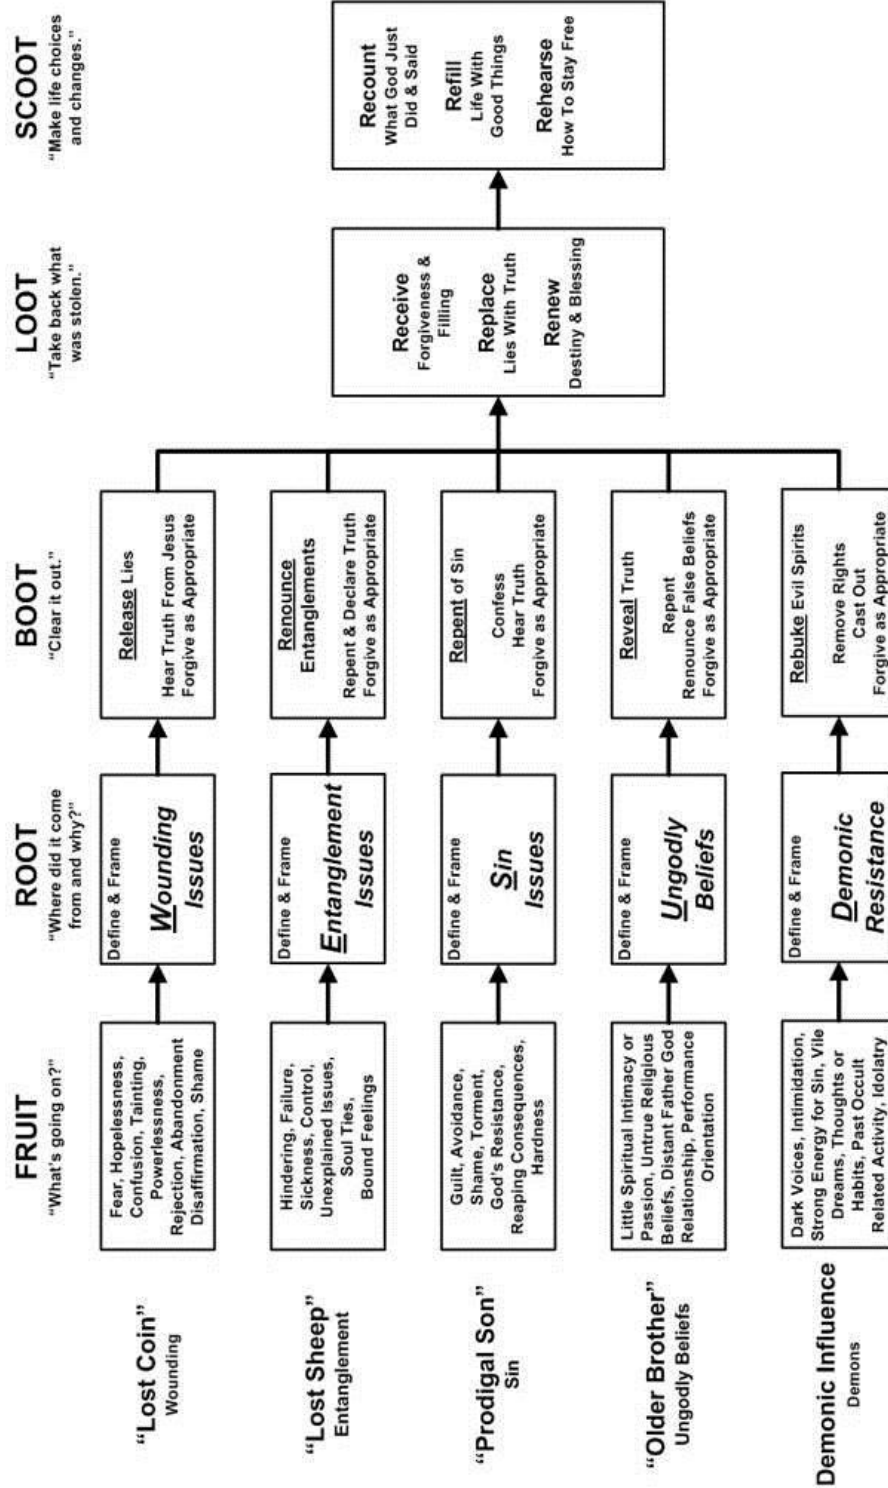 FRUIT
"What's going on?"
ROOT
"Where did it come
from and why?"
BOOT
"Clear it out."
LOOT
"Take back what
was stolen."
SCOOT
"Make life choices
and changes."
"Lost Coin"
Wounding
Fear, Hopelessness,
Confusion, Tainting,
Powerlessness,
Rejection, Abandonment
Disaffirmation, Shame
Define & Frame
Wounding
Issues
Release Lies
Hear Truth From Jesus
Forgive as Appropriate
"Lost Sheep"
Entanglement
Hindering, Failure,
Sickness, Control,
Unexplained Issues,
Soul Ties,
Bound Feelings
Define & Frame
Entanglement
Issues
Renounce
Entanglements
Repent & Declare Truth
Forgive as Appropriate
"Prodigal Son"
Sin
Guilt, Avoidance,
Shame, Torment,
God's Resistance,
Reaping Consequences,
Hardness
Define & Frame
Sin
Issues
Repent of Sin
Confess
Hear Truth
Forgive as Appropriate
"Older Brother"
Ungodly Beliefs
Little Spiritual Intimacy or
Passion, Untrue Religious
Beliefs, Distant Father God
Relationship, Performance
Orientation
Define & Frame
Ungodly
Beliefs
Reveal Truth
Repent
Renounce False Beliefs
Forgive as Appropriate
Demonic Influence
Demons
Dark Voices, Intimidation,
Strong Energy for Sin, Vile
Dreams, Thoughts or
Habits, Past Occult
Related Activity, Idolatry
Define & Frame
Demonic
Resistance
Rebuke Evil Spirits
Remove Rights
Cast Out
Forgive as Appropriate
Receive
Forgiveness &
Filling
Replace
Lies With Truth
Renew
Destiny & Blessing
Recount
What God Just
Did & Said
Refill
Life With
Good Things
Rehearse
How To Stay Free